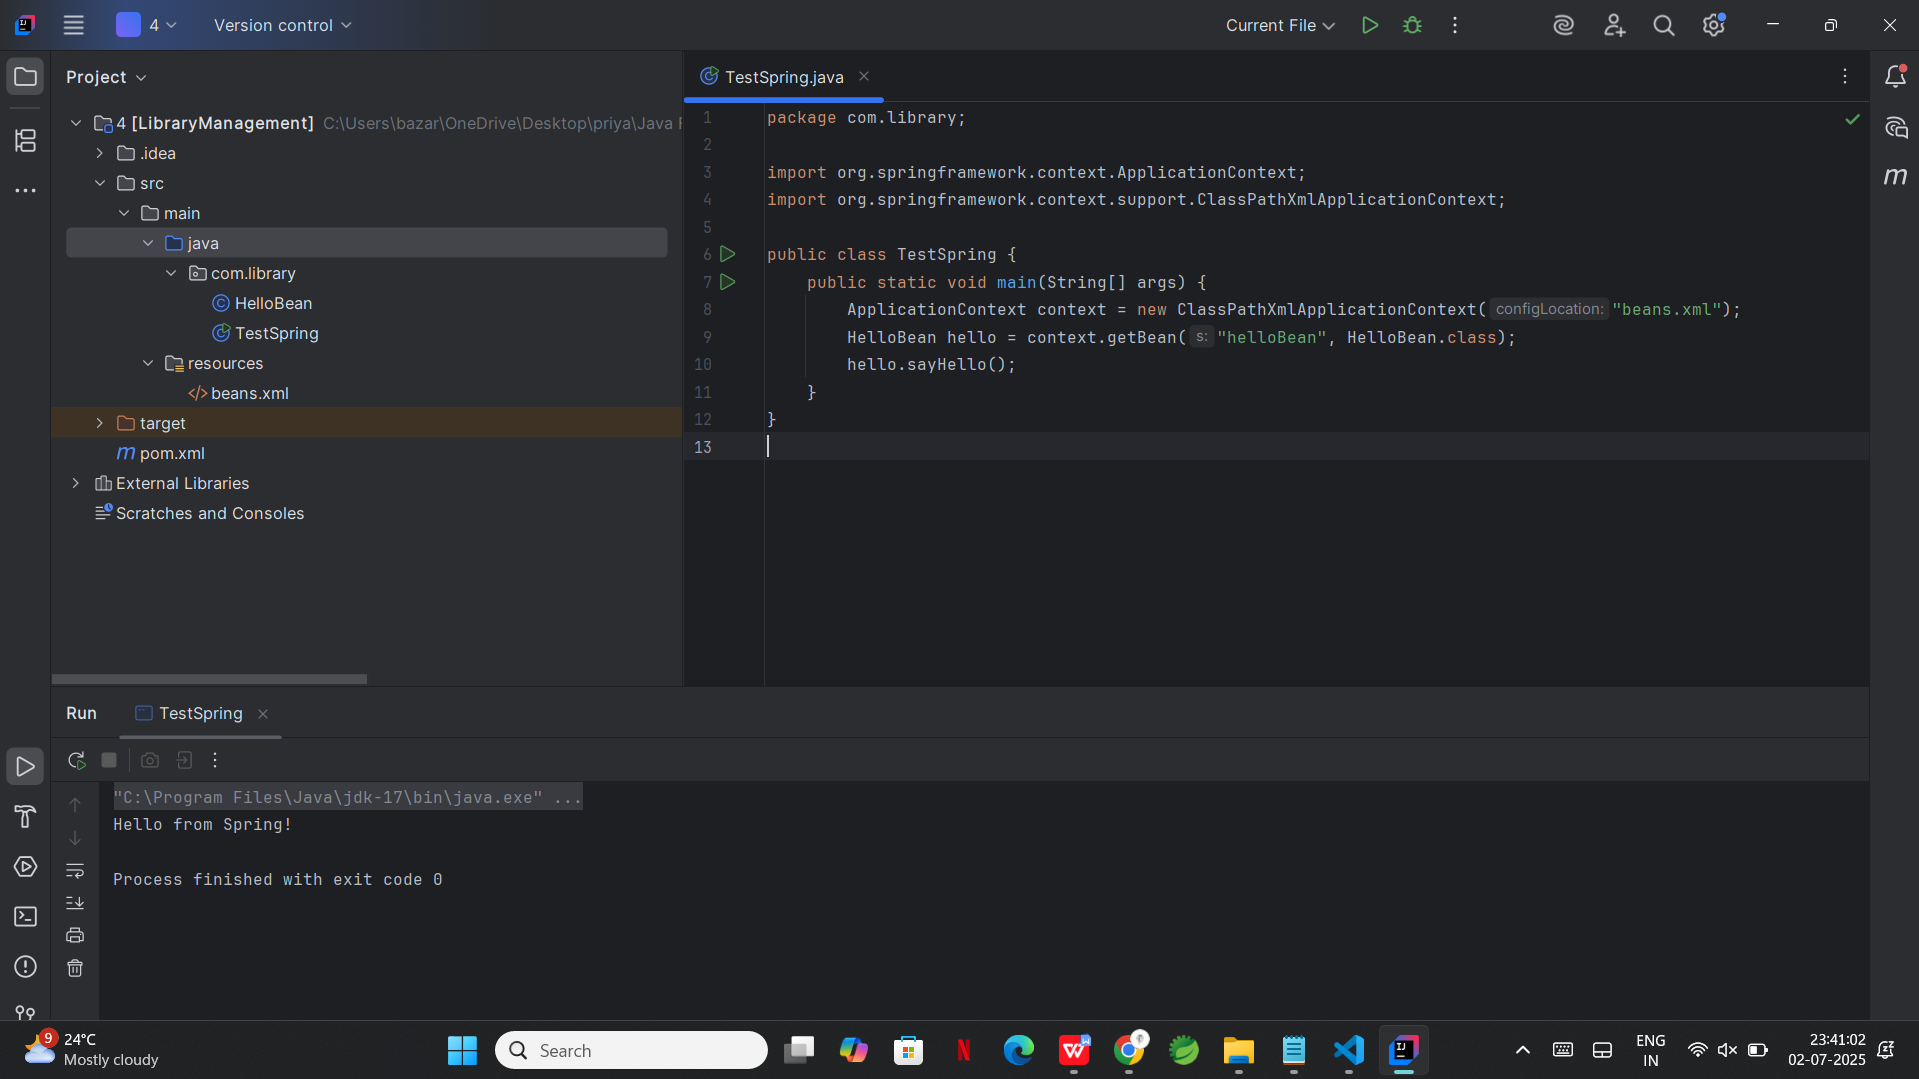 4
Version control
Current File
Project
TestSpring.java
4 [LibraryManagement] C:\Users\bazar\OneDrive\Desktop\priya\Java
.idea
src
main
java
com.library
HelloBean
TestSpring
resources
beans.xml
target
m pom.xml
External Libraries
Scratches and Consoles
1 package com.library;
2
3 import org.springframework.context.ApplicationContext;
4 import org.springframework.context.support.ClassPathXmlApplicationContext;
5
6 public class TestSpring {
7 public static void main(String[] args) {
8 ApplicationContext context = new ClassPathXmlApplicationContext( configLocation: "beans.xml");
9 HelloBean hello = context.getBean( s: "helloBean", HelloBean.class);
10 hello.sayHello();
11 }
12 }
13
m
Run
TestSpring
"C:\Program Files\Java\jdk-17\bin\java.exe" ...
Hello from Spring!
Process finished with exit code 0
9
24°C
Mostly cloudy
Search
ENG
IN
23:41:02
02-07-2025